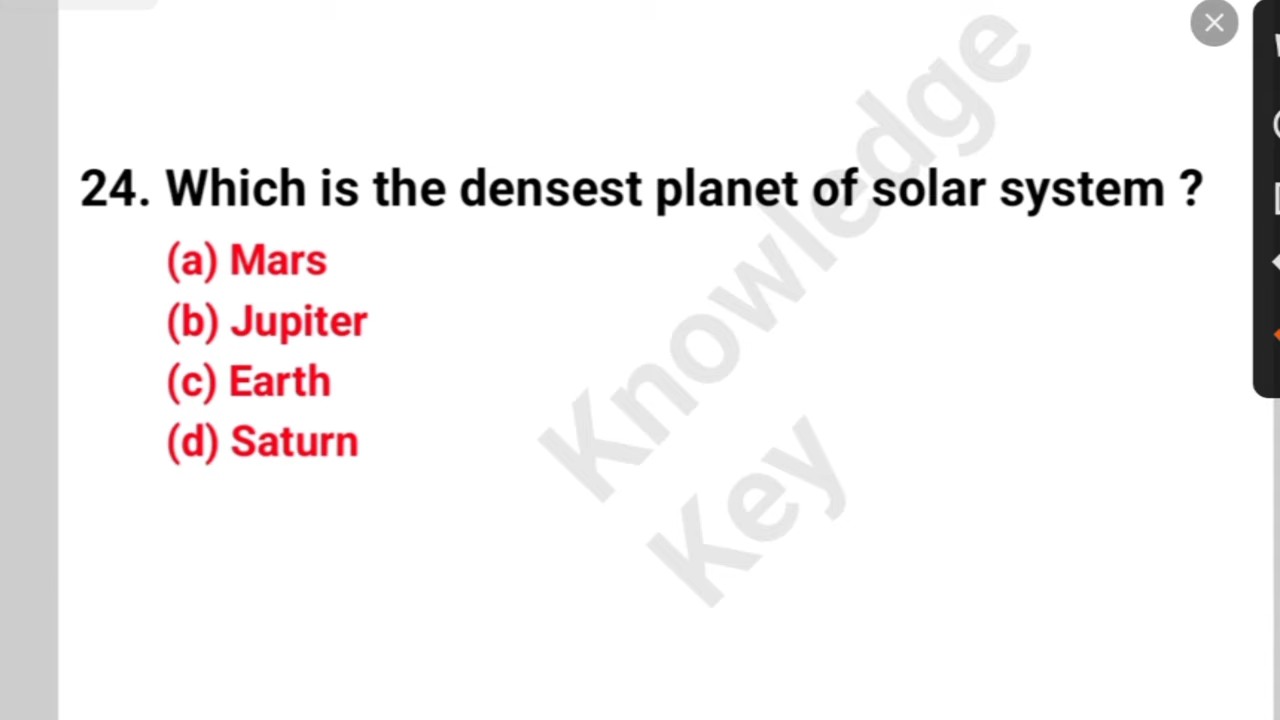 24. Which is the densest planet of solar system ?
(a) Mars
(b) Jupiter
(c) Earth
(d) Saturn
Knowledge
Key